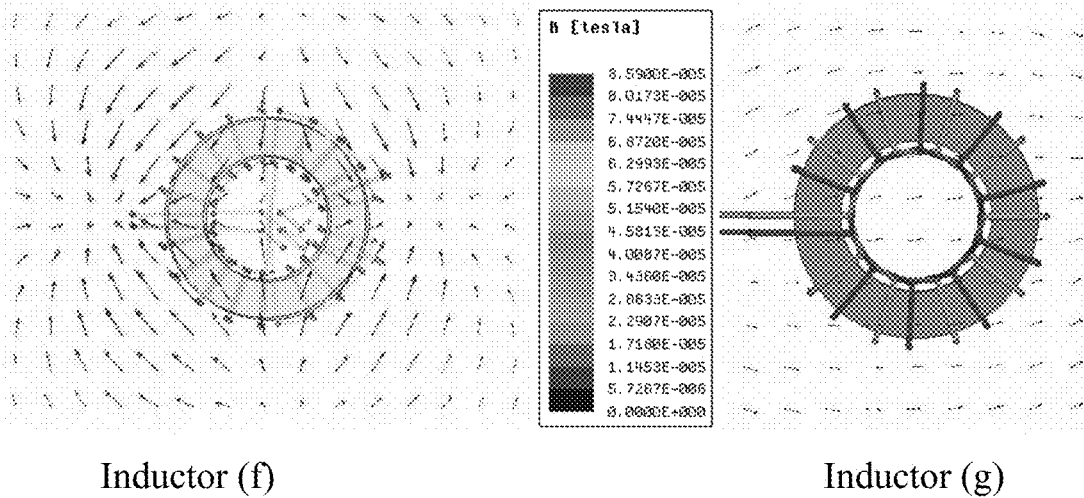 B [tesla]
8.5900E-005
8.0173E-005
7.4447E-005
6.8720E-005
6.2993E-005
5.7267E-005
5.1540E-005
4.5813E-005
4.0087E-005
3.4360E-005
2.8633E-005
2.2907E-005
1.7180E-005
1.1453E-005
5.7267E-006
0.0000E+000
Inductor (f)
Inductor (g)